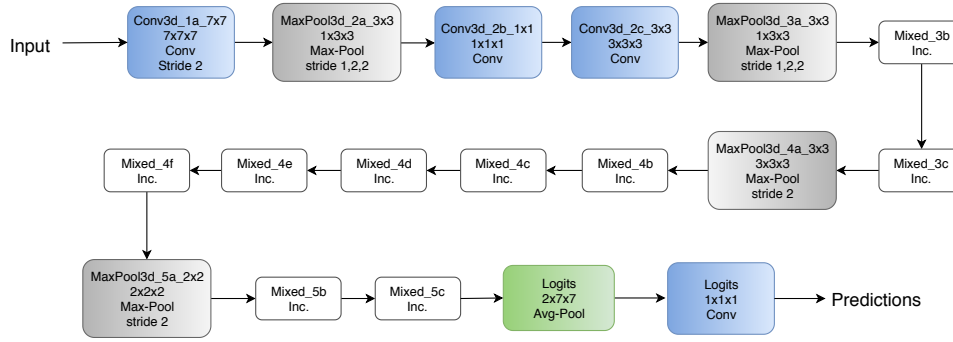 Input
Conv3d_1a_7x7
7x7x7
Conv
Stride 2
MaxPool3d_2a_3x3
1x3x3
Max-Pool
stride 1,2,2
Conv3d_2b_1x1
1x1x1
Conv
Conv3d_2c_3x3
3x3x3
Conv
MaxPool3d_3a_3x3
1x3x3
Max-Pool
stride 1,2,2
Mixed_3b
Inc.
Mixed_3c
Inc.
MaxPool3d_4a_3x3
3x3x3
Max-Pool
stride 2
Mixed_4b
Inc.
Mixed_4c
Inc.
Mixed_4d
Inc.
Mixed_4e
Inc.
Mixed_4f
Inc.
MaxPool3d_5a_2x2
2x2x2
Max-Pool
stride 2
Mixed_5b
Inc.
Mixed_5c
Inc.
Logits
2x7x7
Avg-Pool
Logits
1x1x1
Conv
Predictions